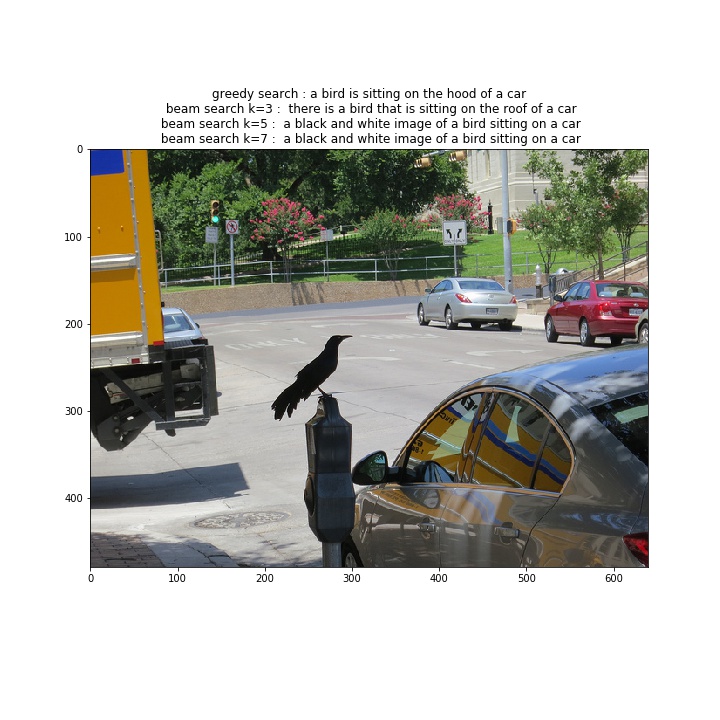 greedy search : a bird is sitting on the hood of a car
beam search k=3 :  there is a bird that is sitting on the roof of a car
beam search k=5 :  a black and white image of a bird sitting on a car
beam search k=7 :  a black and white image of a bird sitting on a car
0
100
200
300
400
ONLY
0
100
200
300
400
500
600